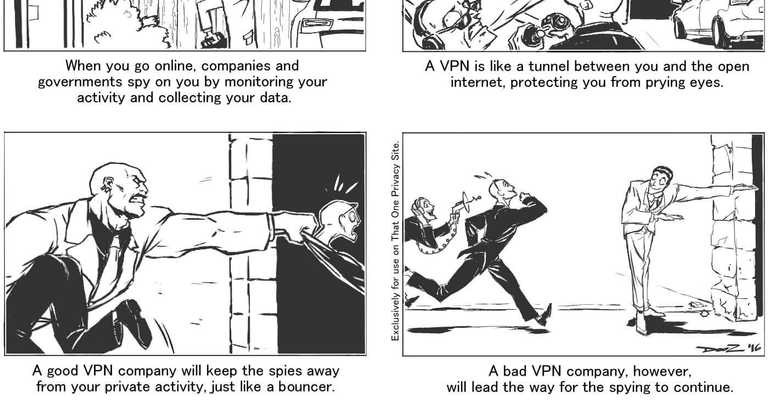 When you go online, companies and
governments spy on you by monitoring your
activity and collecting your data.
A VPN is like a tunnel between you and the open
internet, protecting you from prying eyes.
A good VPN company will keep the spies away
from your private activity, just like a bouncer.
Exclusively for use on That One Privacy Site.
A bad VPN company, however,
will lead the way for the spying to continue.